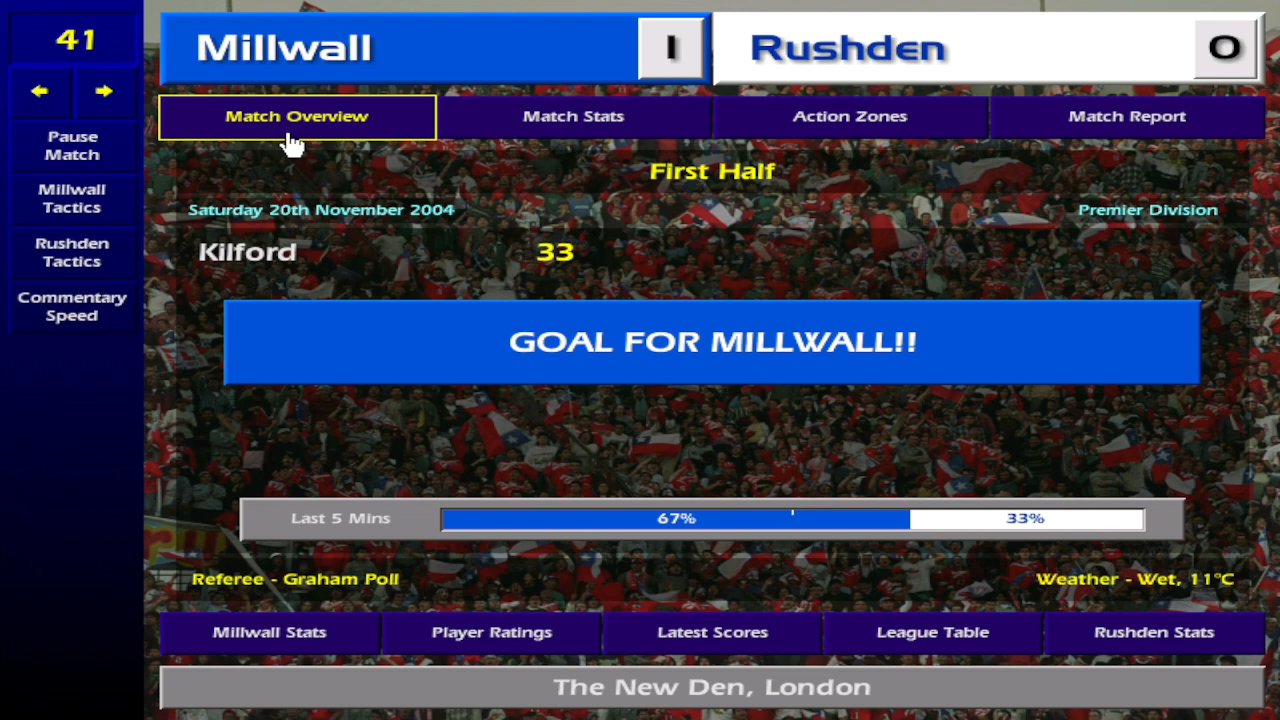 41
Millwall 1 Rushden 0
Match Overview Match Stats Action Zones Match Report
Pause
Match
First Half
Millwall
Tactics
Saturday 20th November 2004 Premier Division
Rushden
Tactics
Kilford 33
Commentary
Speed
GOAL FOR MILLWALL!!
Last 5 Mins 67% 33%
Referee - Graham Poll Weather - Wet, 11°C
Millwall Stats Player Ratings Latest Scores League Table Rushden Stats
The New Den, London